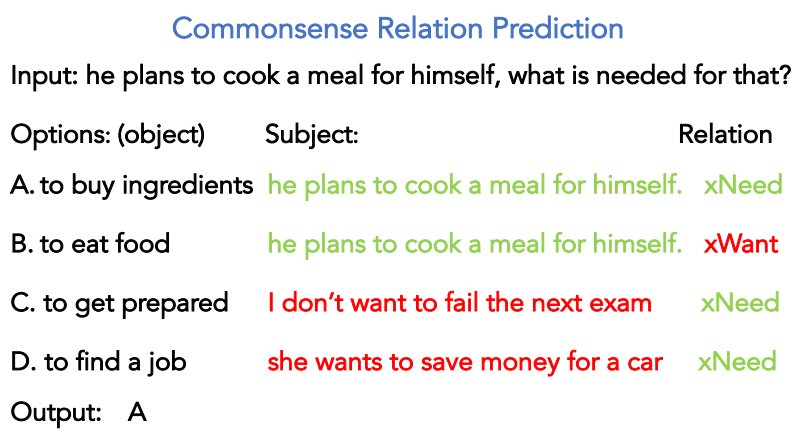 Commonsense Relation Prediction
Input: he plans to cook a meal for himself, what is needed for that?
Options: (object) Subject: Relation
A. to buy ingredients he plans to cook a meal for himself. xNeed
B. to eat food he plans to cook a meal for himself. xWant
C. to get prepared I don’t want to fail the next exam xNeed
D. to find a job she wants to save money for a car xNeed
Output: A